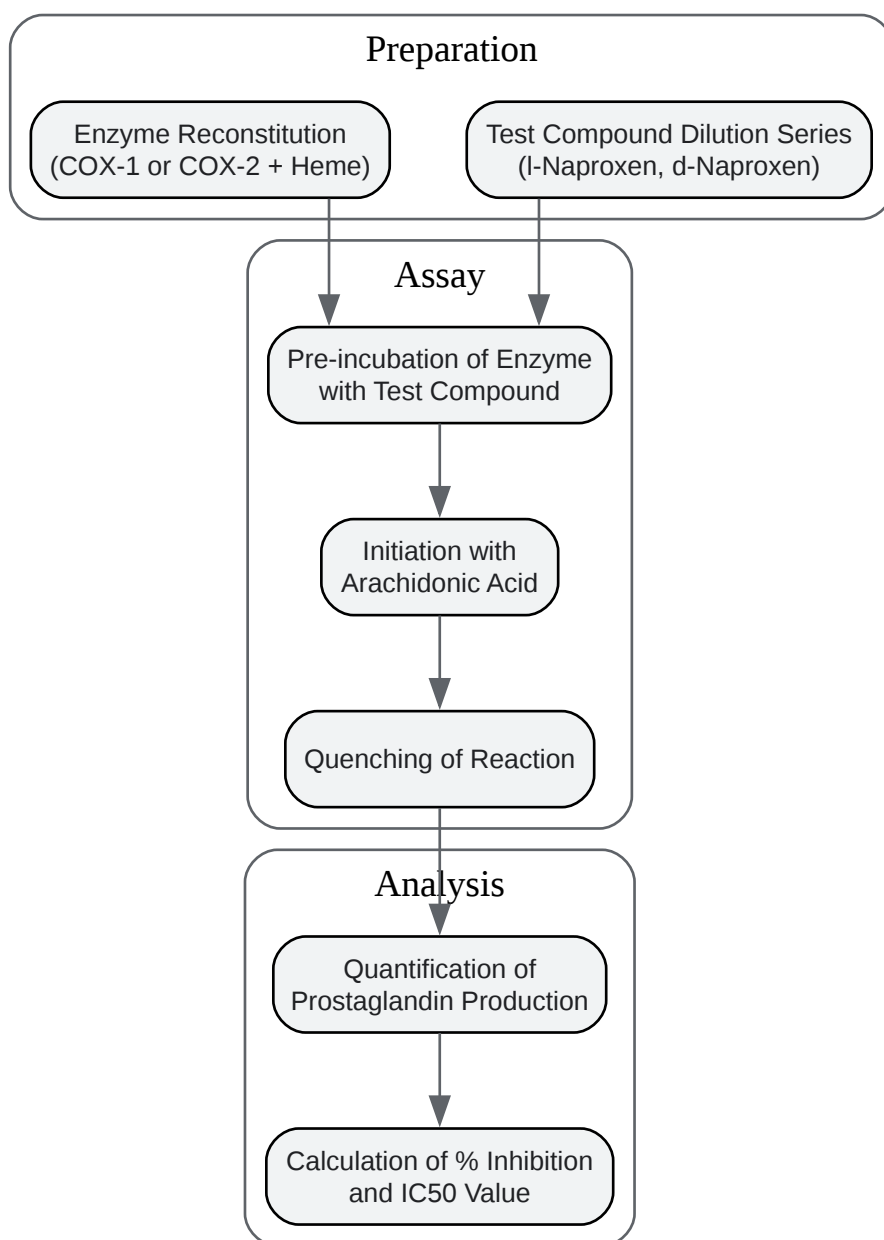 Preparation
Enzyme Reconstitution
(COX-1 or COX-2 + Heme)
Test Compound Dilution Series
(l-Naproxen, d-Naproxen)
Assay
Pre-incubation of Enzyme
with Test Compound
Initiation with
Arachidonic Acid
Quenching of Reaction
Analysis
Quantification of
Prostaglandin Production
Calculation of % Inhibition
and IC50 Value